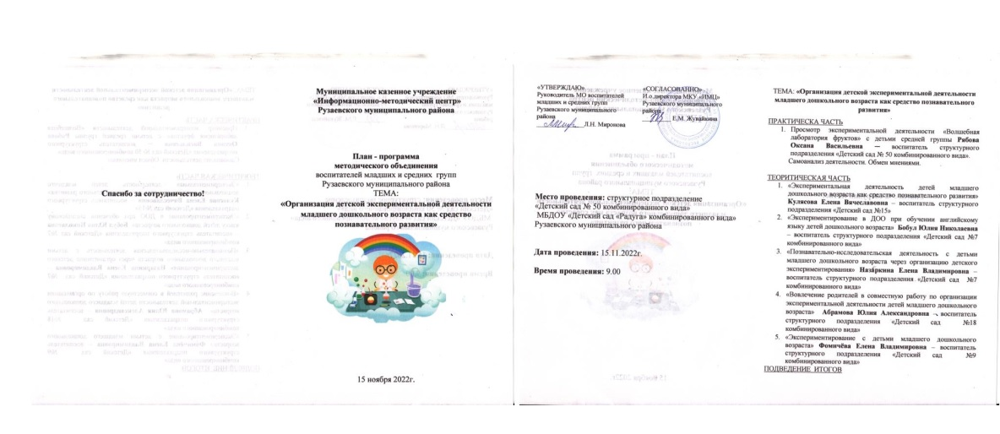 Спасибо за сотрудничество!
Муниципальное казенное учреждение
«Информационно-методический центр»
Рузаевского муниципального района
План - программа
методического объединения
воспитателей младших и средних групп
Рузаевского муниципального района
ТЕМА:
«Организация детской экспериментальной деятельности
младшего дошкольного возраста как средство
познавательного развития»
15 ноября 2022г.
«УТВЕРЖДАЮ»
Руководитель МО воспитателей
младших и средних групп
Рузаевского муниципального
района
Л.Н. Миронова
«СОГЛАСОВАННО»
И.о директора МКУ «ИМЦ»
Рузаевского муниципального
района
Е.М. Жувайкова
Место проведения: структурное подразделение
«Детский сад № 50 комбинированного вида»
МБДОУ «Детский сад «Радуга» комбинированного вида»
Рузаевского муниципального района
Дата проведения: 15.11.2022г.
Время проведения: 9.00
ТЕМА: «Организация детской экспериментальной деятельности
младшего дошкольного возраста как средство познавательного
развития»
ПРАКТИЧЕСКА ЧАСТЬ
1. Просмотр экспериментальной деятельности «Волшебная
лаборатория фруктов» с детьми средней группы Рябова
Оксана Васильевна — воспитатель структурного
подразделения «Детский сад № 50 комбинированного вида».
Самоанализ деятельности. Обмен мнениями.
ТЕОРИТИЧЕСКАЯ ЧАСТЬ
1. «Экспериментальная деятельность детей младшего
дошкольного возраста как средство познавательного развития»
Кулясова Елена Вячеславовна – воспитатель структурного
подразделения «Детский сад №15»
2. «Экспериментирование в ДОО при обучении английскому
языку детей дошкольного возраста» Бобул Юлия Николаевна
– воспитатель структурного подразделения «Детский сад №7
комбинированного вида»
3. «Познавательно-исследовательская деятельность с детьми
младшего дошкольного возраста через организацию детского
экспериментирования» Назаркина Елена Владимировна –
воспитатель структурного подразделения «Детский сад №7
комбинированного вида»
4. «Вовлечение родителей в совместную работу по организации
экспериментальной деятельности детей младшего дошкольного
возраста» Абрамова Юлия Александровна – воспитатель
структурного подразделения «Детский сад №18
комбинированного вида»
5. «Экспериментирование с детьми младшего дошкольного
возраста» Фомичёва Елена Владимировна – воспитатель
структурного подразделения «Детский сад №9
комбинированного вида»
ПОДВЕДЕНИЕ ИТОГОВ